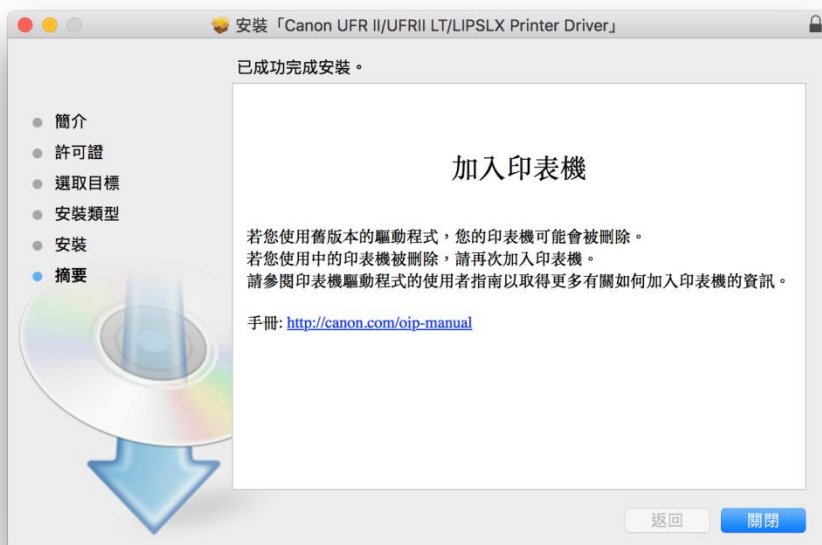 安裝「Canon UFR II/UFRII LT/LIPSLX Printer Driver」
已成功完成安裝。
簡介
許可證
選取目標
安裝類型
安裝
摘要
加入印表機
若您使用舊版本的驅動程式，您的印表機可能會被刪除。
若您使用中的印表機被刪除，請再次加入印表機。
請參閱印表機驅動程式的使用者指南以取得更多有關如何加入印表機的資訊。
手冊: http://canon.com/oip-manual
返回
關閉